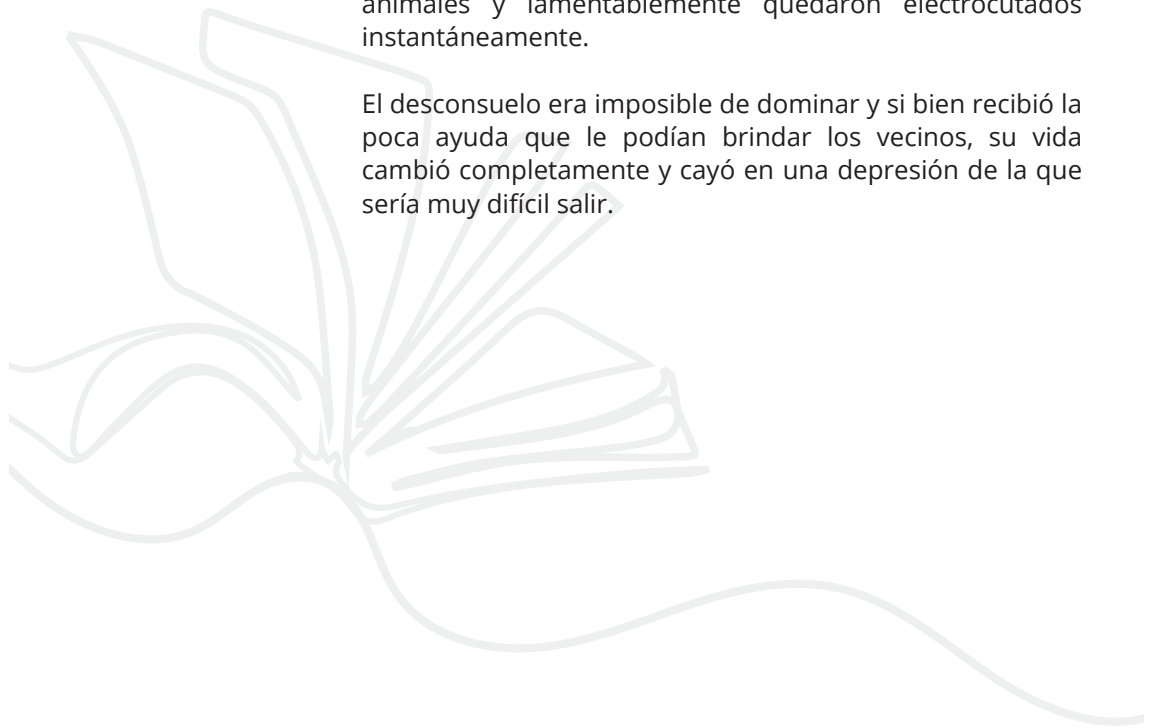 animales y lamentablemente quedaron electrocutados
instantáneamente.
El desconsuelo era imposible de dominar y si bien recibió la
poca ayuda que le podían brindar los vecinos, su vida
cambió completamente y cayó en una depresión de la que
sería muy difícil salir.